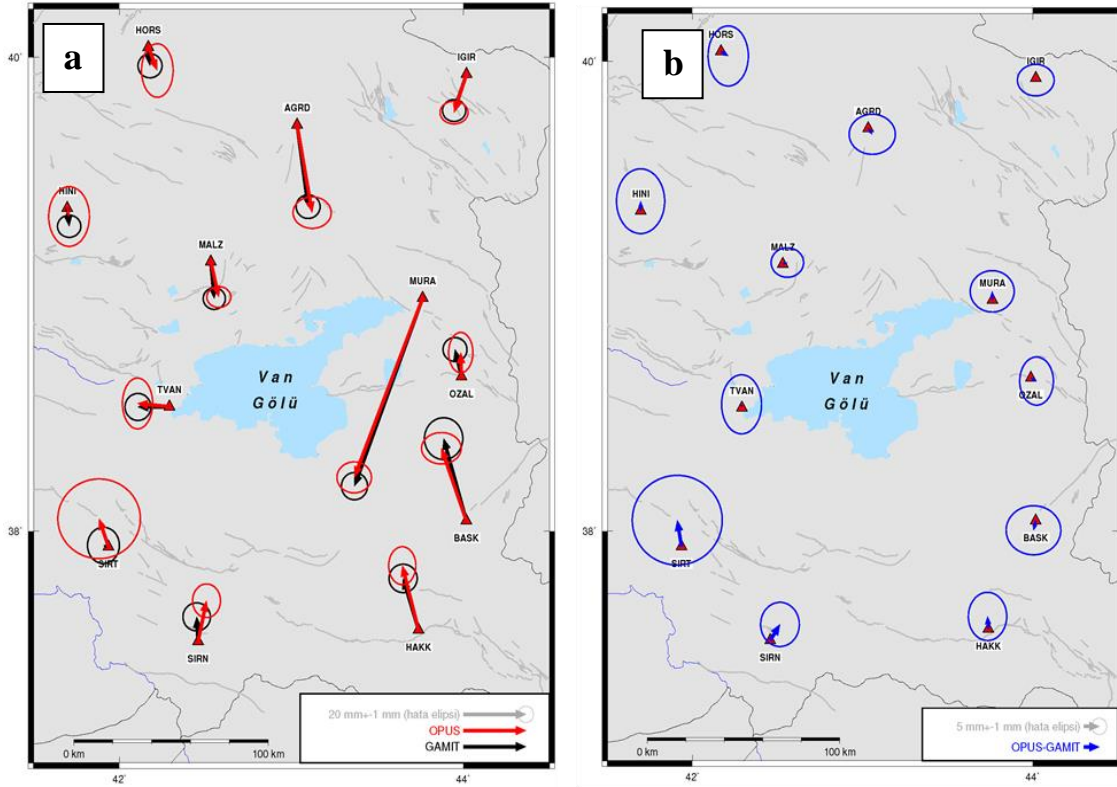 a
HORS
IGIR
40˚
AGRD
HINI
MALZ
MURA
TVAN
Van
Gölü
OZAL
38˚
BASK
SIRT
SIRN
HAKK
20 mm+-1 mm (hata elipsi)
OPUS
GAMIT
0 km
100 km
42˚
44˚
b
HORS
IGIR
40˚
AGRD
HINI
MALZ
MURA
TVAN
Van
Gölü
OZAL
38˚
BASK
SIRT
SIRN
HAKK
5 mm+-1 mm (hata elipsi)
OPUS-GAMIT
0 km
100 km
42˚
44˚